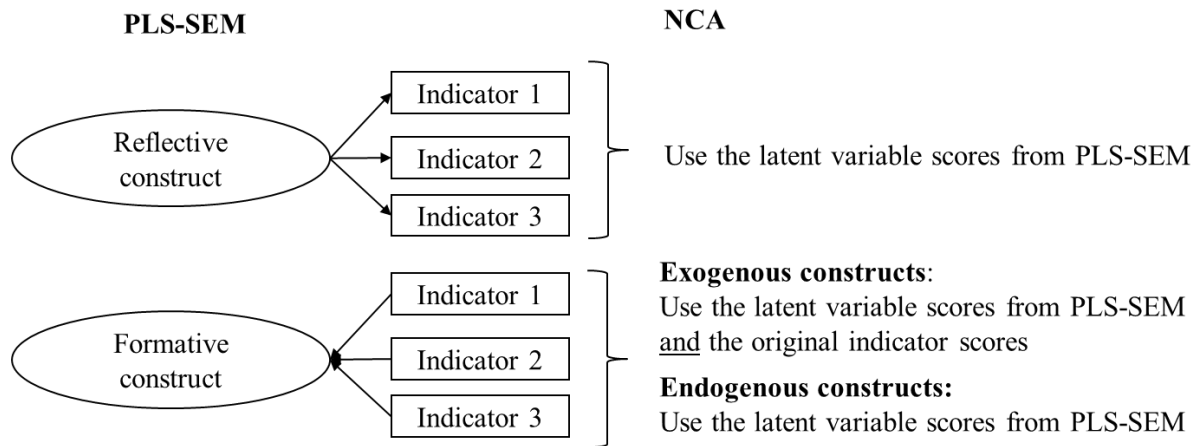 PLS-SEM
NCA
Reflective
construct
Indicator 1
Indicator 2
Indicator 3
Use the latent variable scores from PLS-SEM
Formative
construct
Indicator 1
Indicator 2
Indicator 3
Exogenous constructs:
Use the latent variable scores from PLS-SEM
and the original indicator scores
Endogenous constructs:
Use the latent variable scores from PLS-SEM